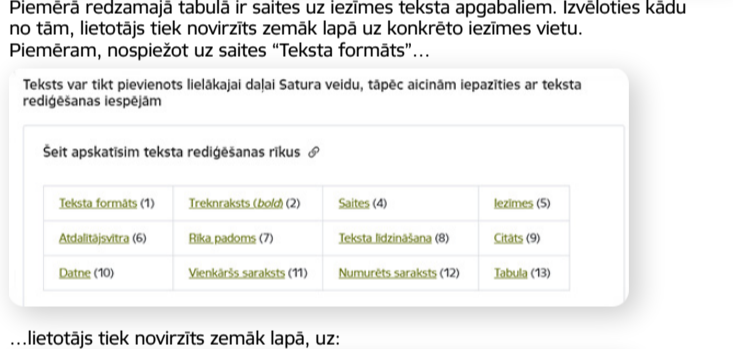 Piemērā redzamajā tabulā ir saites uz iezīmes teksta apgabaliem. Izvēloties kādu
no tām, lietotājs tiek novirzīts zemāk lapā uz konkrēto iezīmes vietu.
Piemēram, nospiežot uz saites “Teksta formāts”...
Teksts var tikt pievienots lielākajai daļai Satura veidu, tāpēc aicinām iepazīties ar teksta
rediģēšanas iespējām
Šeit apskatīsim teksta rediģēšanas rīkus
Teksta formāts (1) Treknraksts (bold) (2) Saites (4) Iezīmes (5)
Atdalītājsvītra (6) Rīka padoms (7) Teksta līdzināšana (8) Citāts (9)
Datne (10) Vienkāršs saraksts (11) Numurēts saraksts (12) Tabula (13)
...lietotājs tiek novirzīts zemāk lapā, uz: